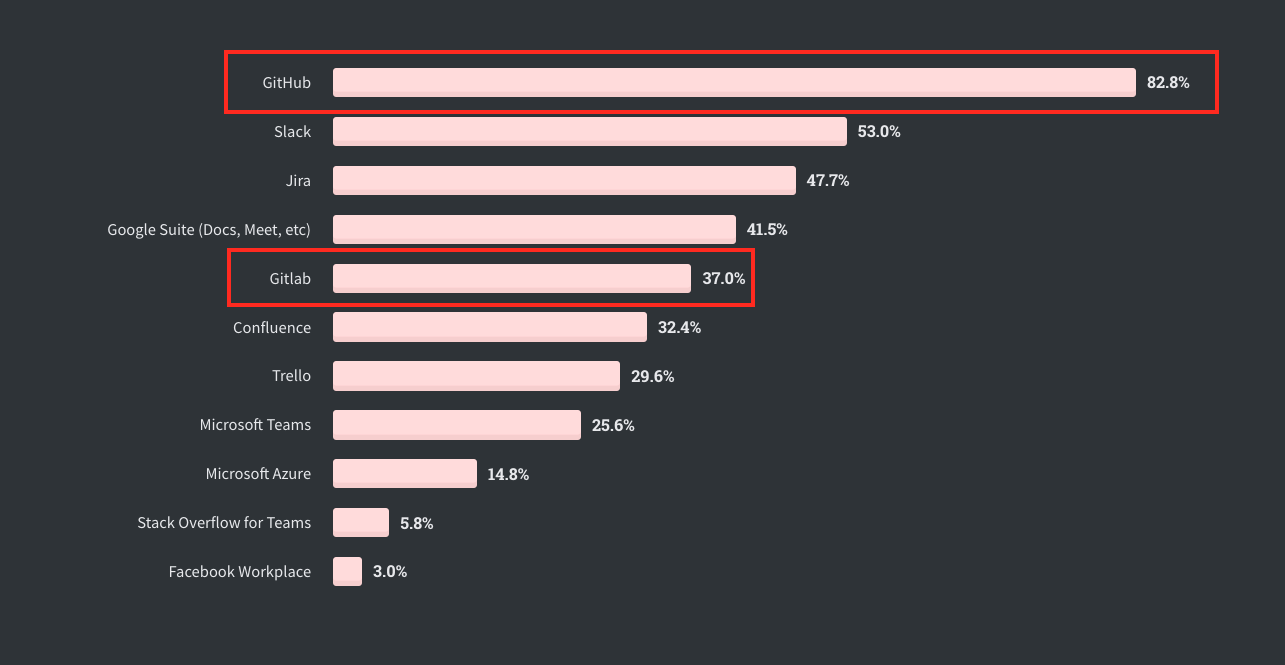 GitHub 82.8%
Slack 53.0%
Jira 47.7%
Google Suite (Docs, Meet, etc) 41.5%
Gitlab 37.0%
Confluence 32.4%
Trello 29.6%
Microsoft Teams 25.6%
Microsoft Azure 14.8%
Stack Overflow for Teams 5.8%
Facebook Workplace 3.0%